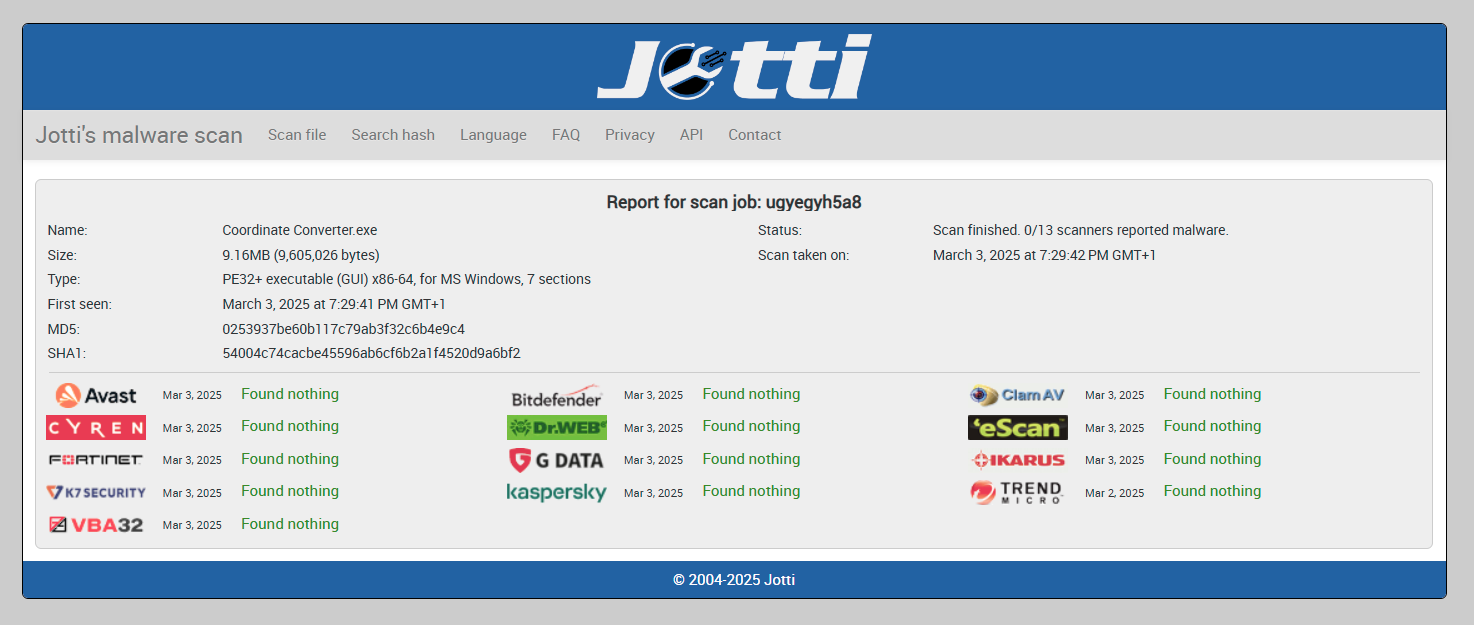 Jotti
Jotti's malware scan Scan file Search hash Language FAQ Privacy API Contact
Report for scan job: ugyegyh5a8
Name: Coordinate Converter.exe Status: Scan finished. 0/13 scanners reported malware.
Size: 9.16MB (9,605,026 bytes) Scan taken on: March 3, 2025 at 7:29:42 PM GMT+1
Type: PE32+ executable (GUI) x86-64, for MS Windows, 7 sections
First seen: March 3, 2025 at 7:29:41 PM GMT+1
MD5: 0253937be60b117c79ab3f32c6b4e9c4
SHA1: 54004c74cacbe45596ab6cf6b2a1f4520d9a6bf2
Avast Mar 3, 2025 Found nothing Bitdefender Mar 3, 2025 Found nothing ClamAV Mar 3, 2025 Found nothing
CYREN Mar 3, 2025 Found nothing Dr.WEB Mar 3, 2025 Found nothing eScan Mar 3, 2025 Found nothing
FORTINET Mar 3, 2025 Found nothing G DATA Mar 3, 2025 Found nothing IKARUS Mar 3, 2025 Found nothing
K7 SECURITY Mar 3, 2025 Found nothing kaspersky Mar 3, 2025 Found nothing TREND MICRO Mar 2, 2025 Found nothing
VBA32 Mar 3, 2025 Found nothing
© 2004-2025 Jotti